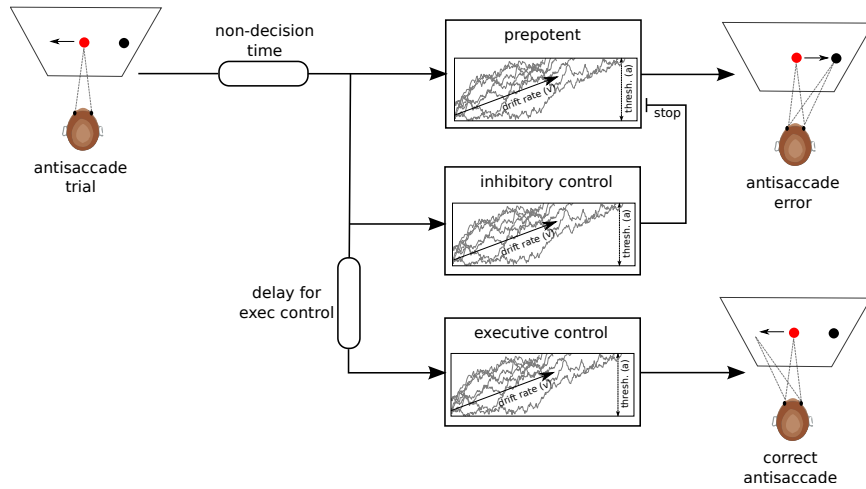 non-decision
time
prepotent
drift rate (v)
thresh. (a)
stop
antisaccade
trial
antisaccade
error
inhibitory control
drift rate (v)
thresh. (a)
delay for
exec control
executive control
drift rate (v)
thresh. (a)
correct
antisaccade